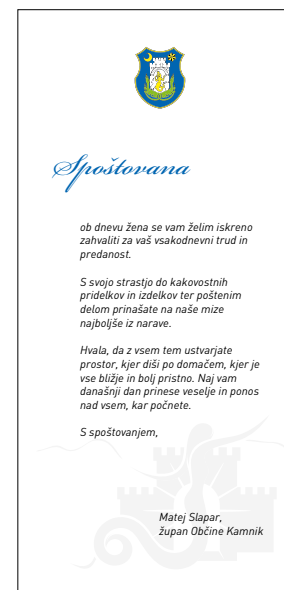 Spoštovana
ob dnevu žena se vam želim iskreno
zahvaliti za vaš vsakodnevni trud in
predanost.
S svojo strastjo do kakovostnih
pridelkov in izdelkov ter poštenim
delom prinašate na naše mize
najboljše iz narave.
Hvala, da z vsem tem ustvarjate
prostor, kjer diši po domačem, kjer je
vse bližje in bolj pristno. Naj vam
današnji dan prinese veselje in ponos
nad vsem, kar počnete.
S spoštovanjem,
Matej Slapar,
župan Občine Kamnik